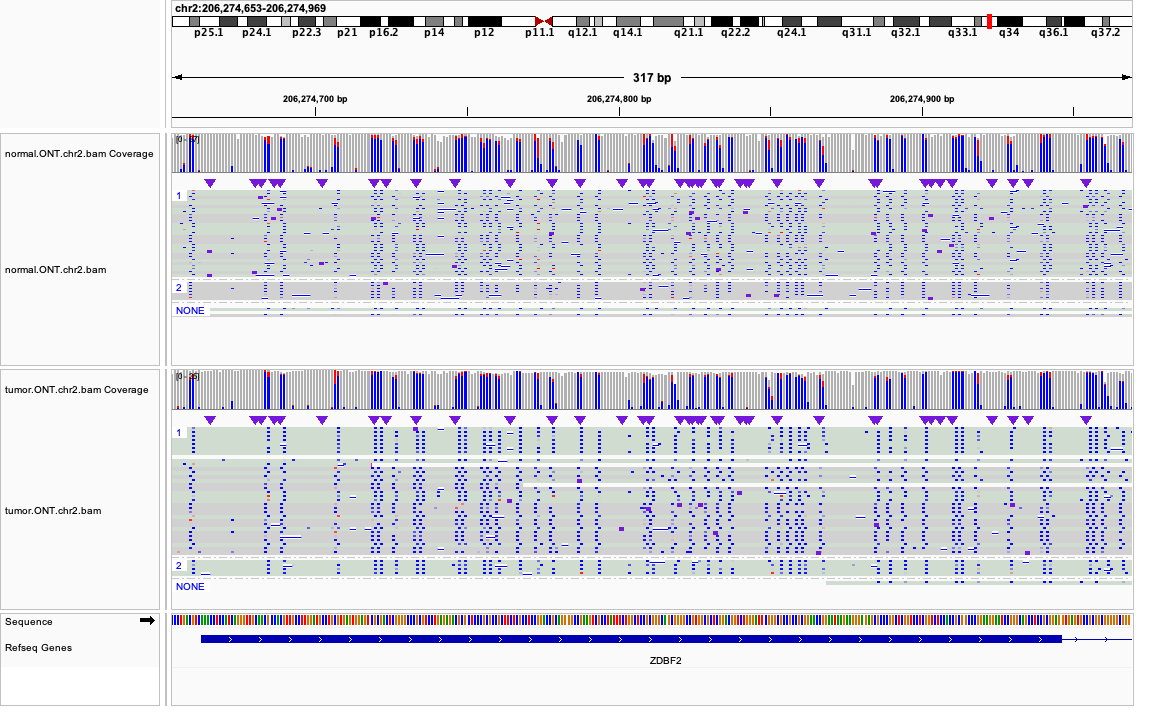 chr2:206,274,653-206,274,969
p25.1 p24.1 p22.3 p21 p16.2 p14 p12 p11.1 q12.1 q14.1 q21.1 q22.2 q24.1 q31.1 q32.1 q33.1 q34 q36.1 q37.2
317 bp
206,274,700 bp 206,274,800 bp 206,274,900 bp
normal.ONT.chr2.bam Coverage
1
normal.ONT.chr2.bam
2
NONE
tumor.ONT.chr2.bam Coverage
1
tumor.ONT.chr2.bam
2
NONE
Sequence
Refseq Genes
ZDBF2